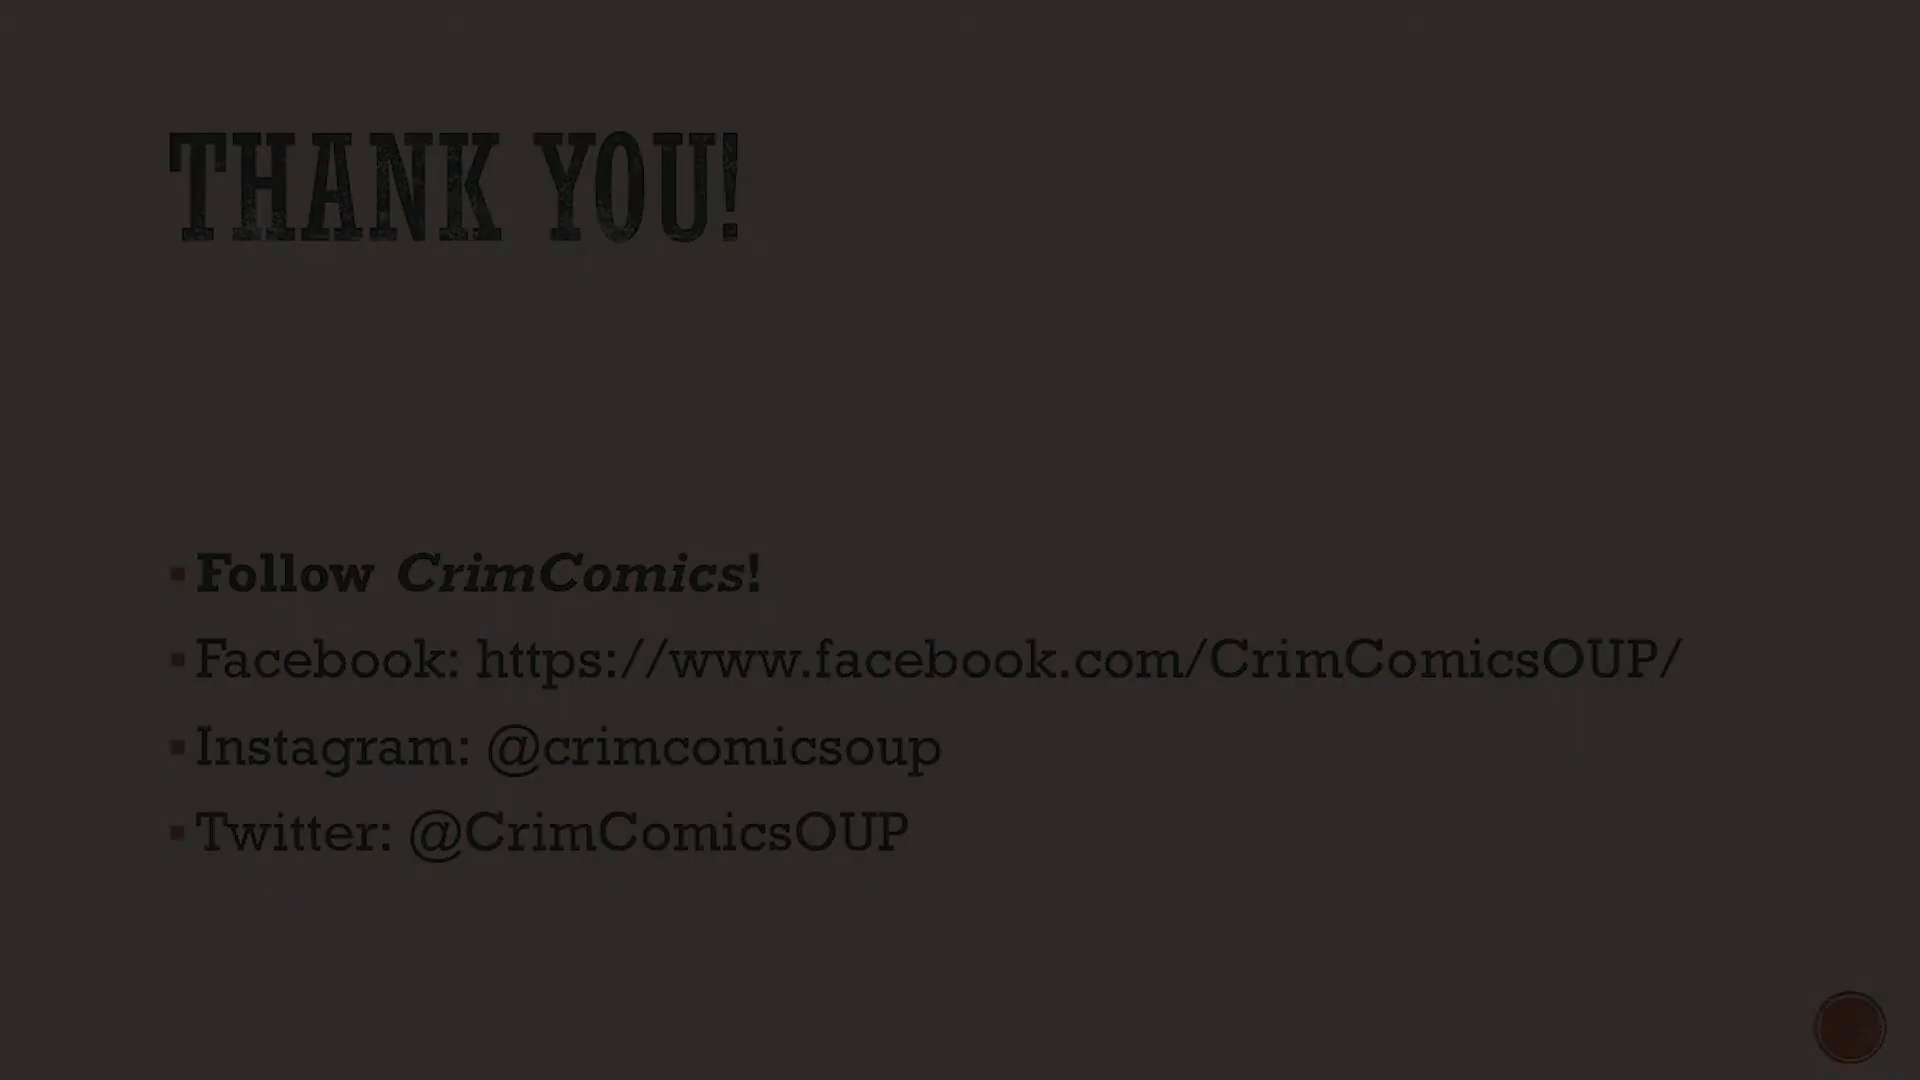 THANK YOU!
Follow CrimComics!
Facebook: https://www.facebook.com/CrimComicsOUP/
Instagram: @crimcomicsoup
Twitter: @CrimComicsOUP